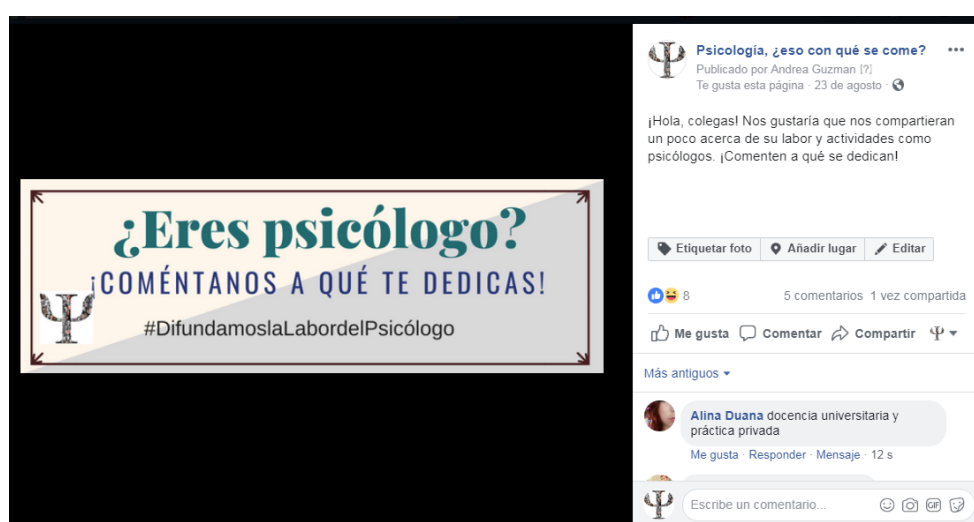 ¿Eres psicólogo?
¡COMÉNTANOS A QUÉ TE DEDICAS!
#DifundamoslaLabordelPsicólogo
Psicología, ¿eso con qué se come?
Publicado por Andrea Guzman [?]
Te gusta esta página · 23 de agosto ·
¡Hola, colegas! Nos gustaría que nos compartieran
un poco acerca de su labor y actividades como
psicólogos. ¡Comenten a qué se dedican!
Etiquetar foto Añadir lugar Editar
8 5 comentarios 1 vez compartida
Me gusta Comentar Compartir
Más antiguos
Alina Duana docencia universitaria y
práctica privada
Me gusta · Responder · Mensaje · 12 s
Escribe un comentario... GIF